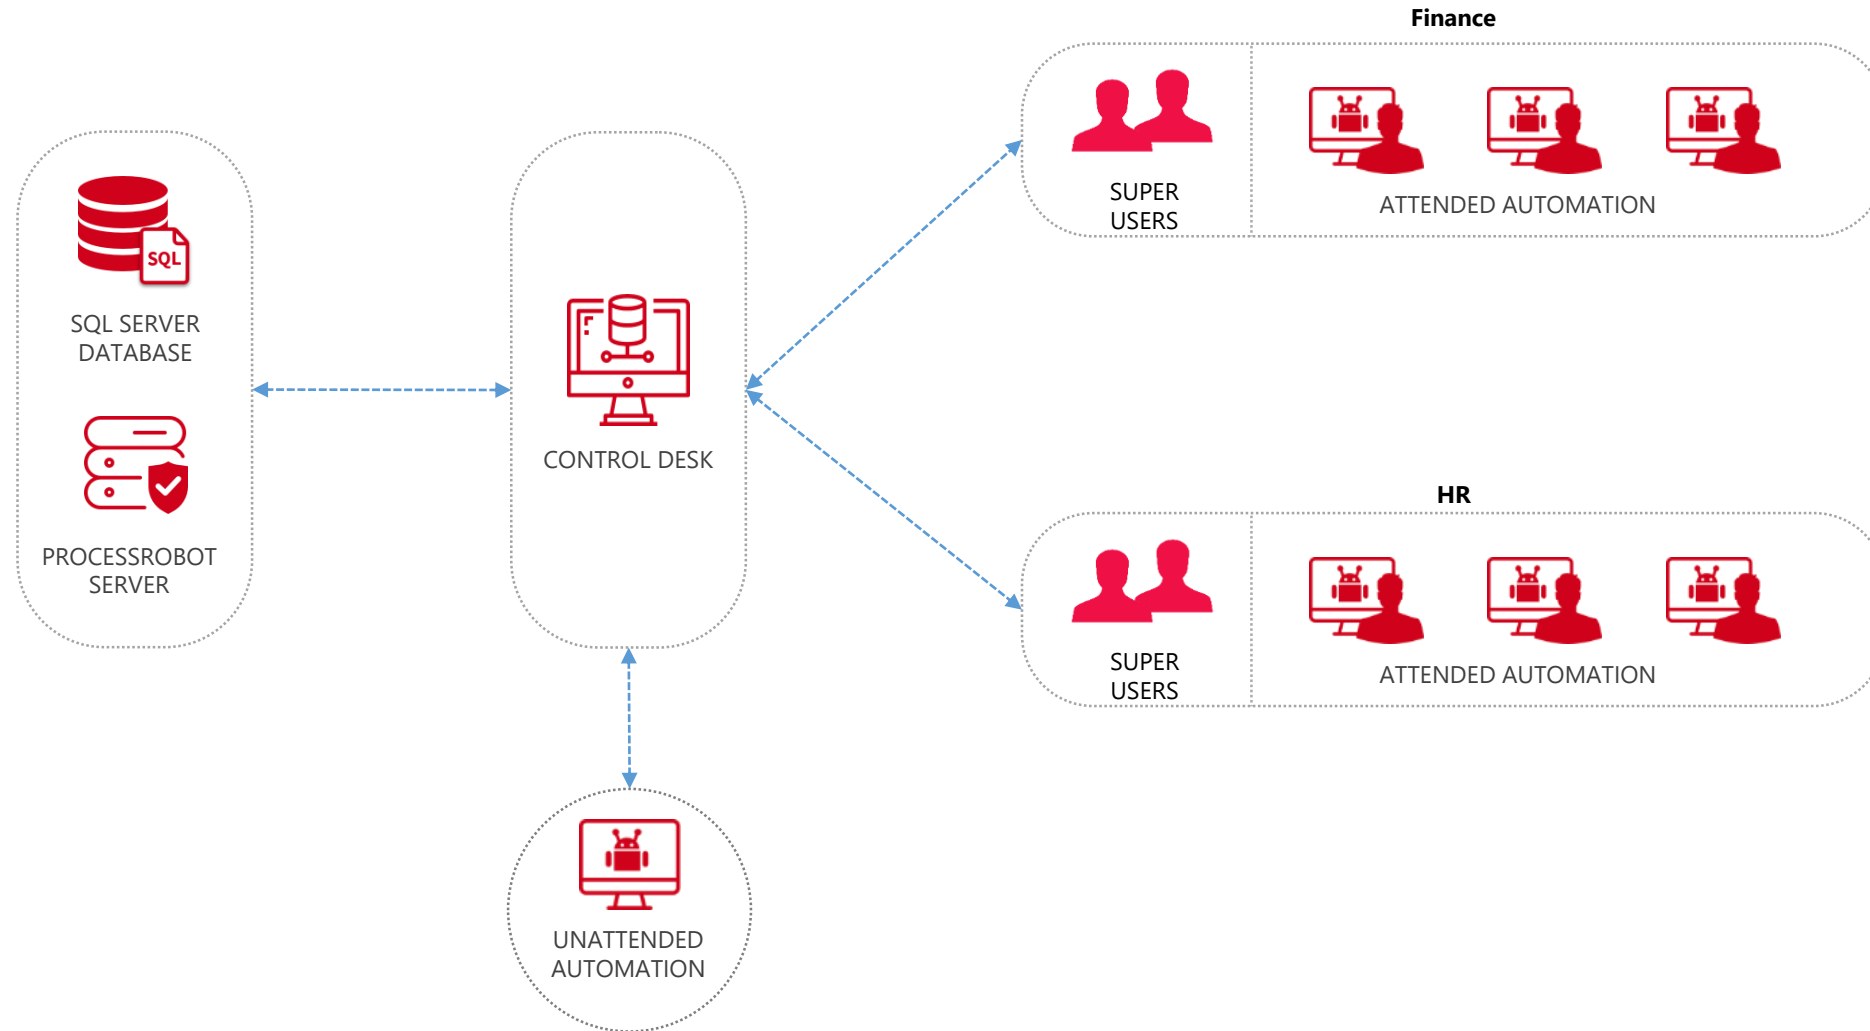 Finance
SUPER
USERS
ATTENDED AUTOMATION
SQL
SQL SERVER
DATABASE
PROCESSROBOT
SERVER
CONTROL DESK
HR
SUPER
USERS
ATTENDED AUTOMATION
UNATTENDED
AUTOMATION